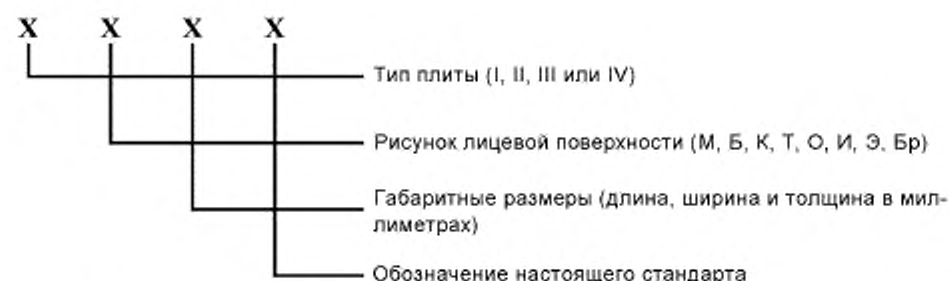 X X X X
Тип плиты (I, II, III или IV)
Рисунок лицевой поверхности (М, Б, К, Т, О, И, Э, Бр)
Габаритные размеры (длина, ширина и толщина в мил-
лиметрах)
Обозначение настоящего стандарта